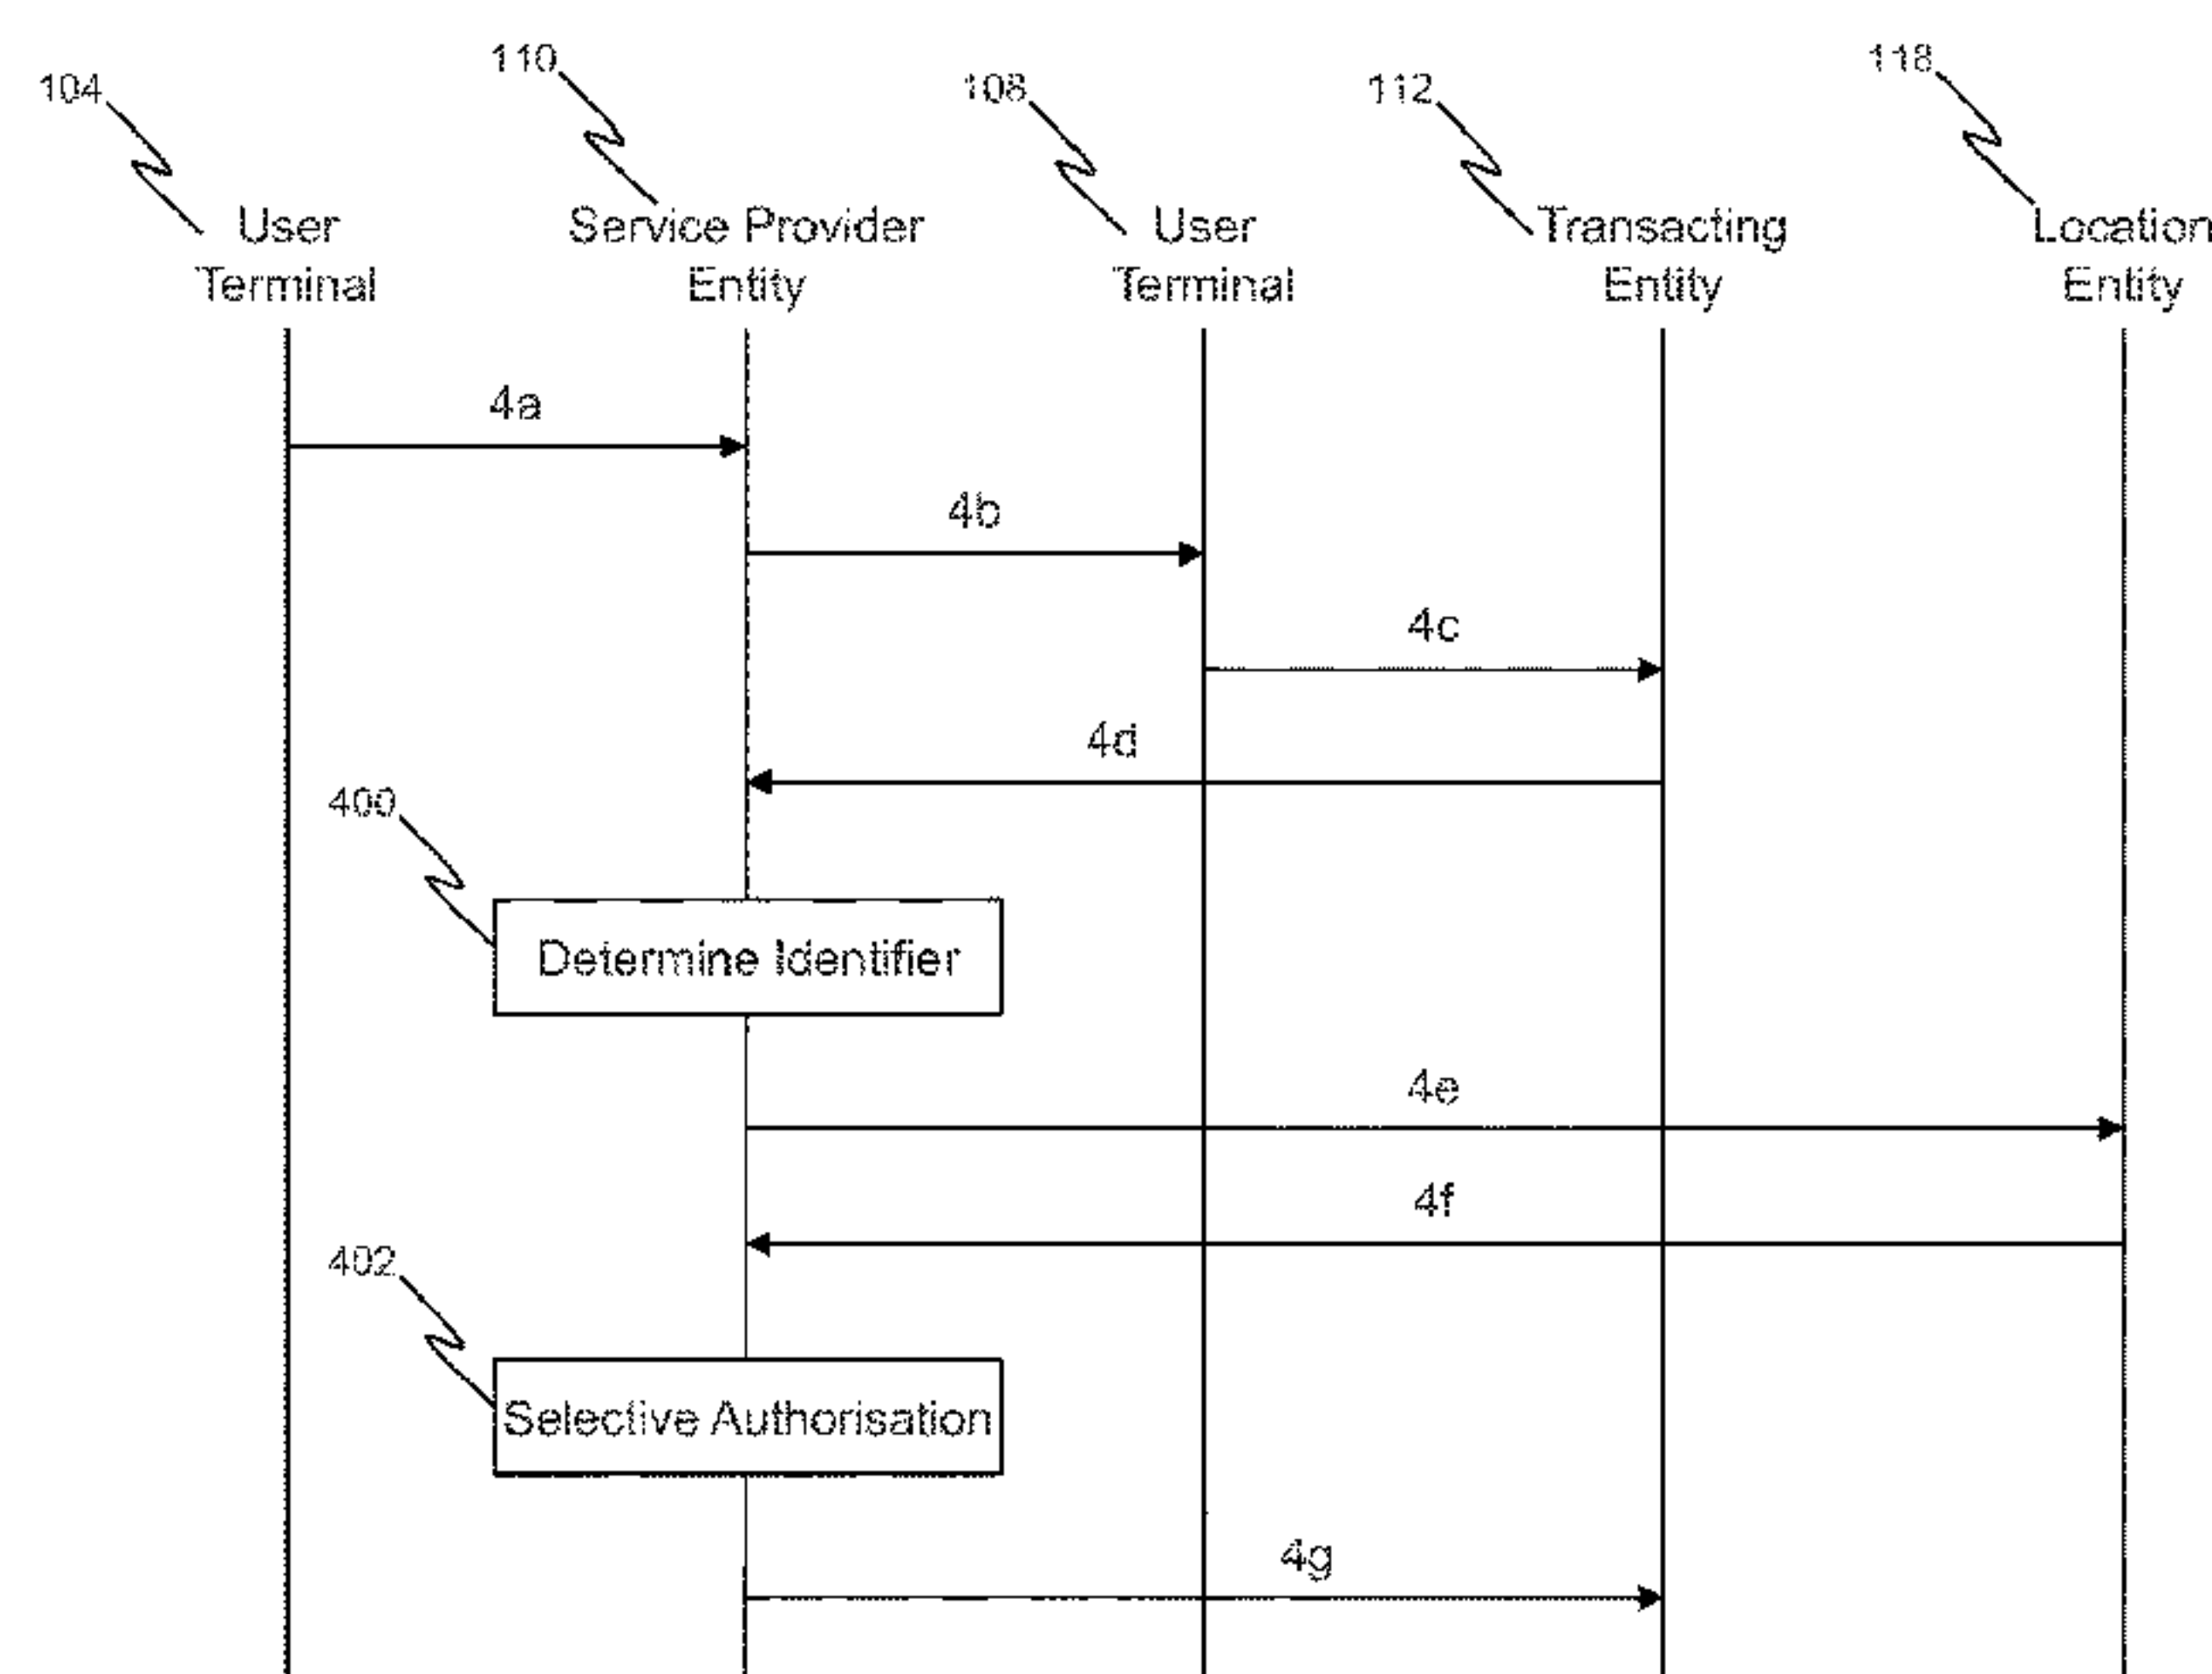 104
110
108
112
118
User
Terminal
Service Provider
Entity
User
Terminal
Transacting
Entity
Location
Entity
4a
4b
4c
4d
400
Determine Identifier
4e
4f
402
Selective Authorisation
4g